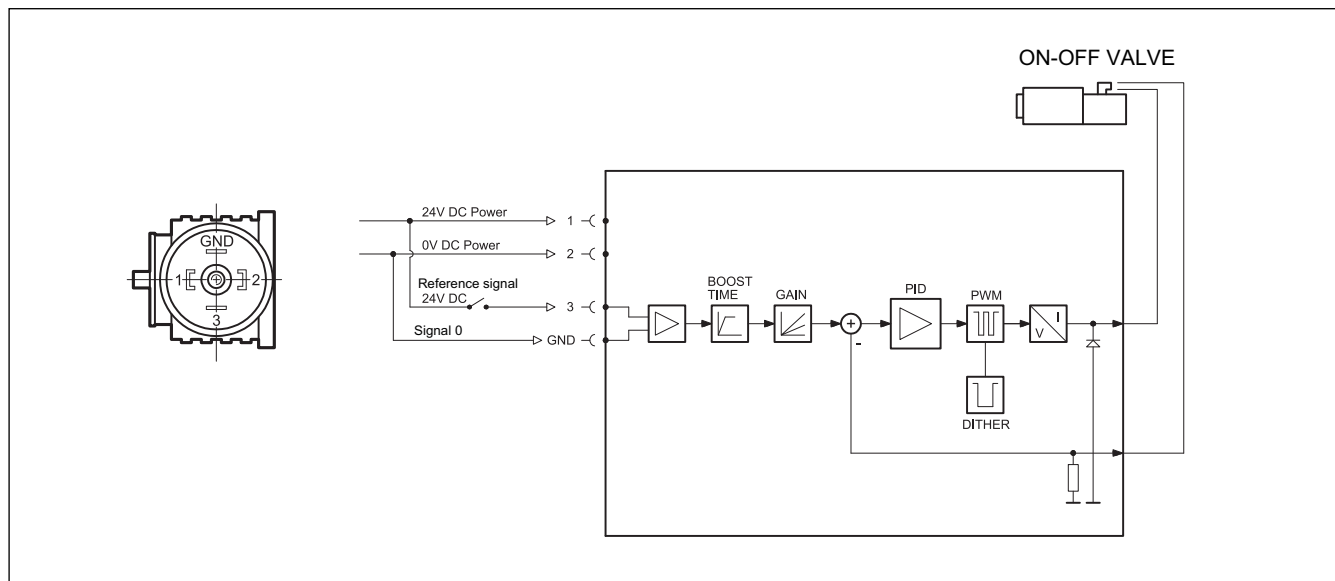 ON-OFF VALVE
GND
1
2
3
24V DC Power
1
0V DC Power
2
Reference signal
24V DC
3
Signal 0
GND
BOOST
TIME
GAIN
+
-
PID
PWM
I
V
DITHER